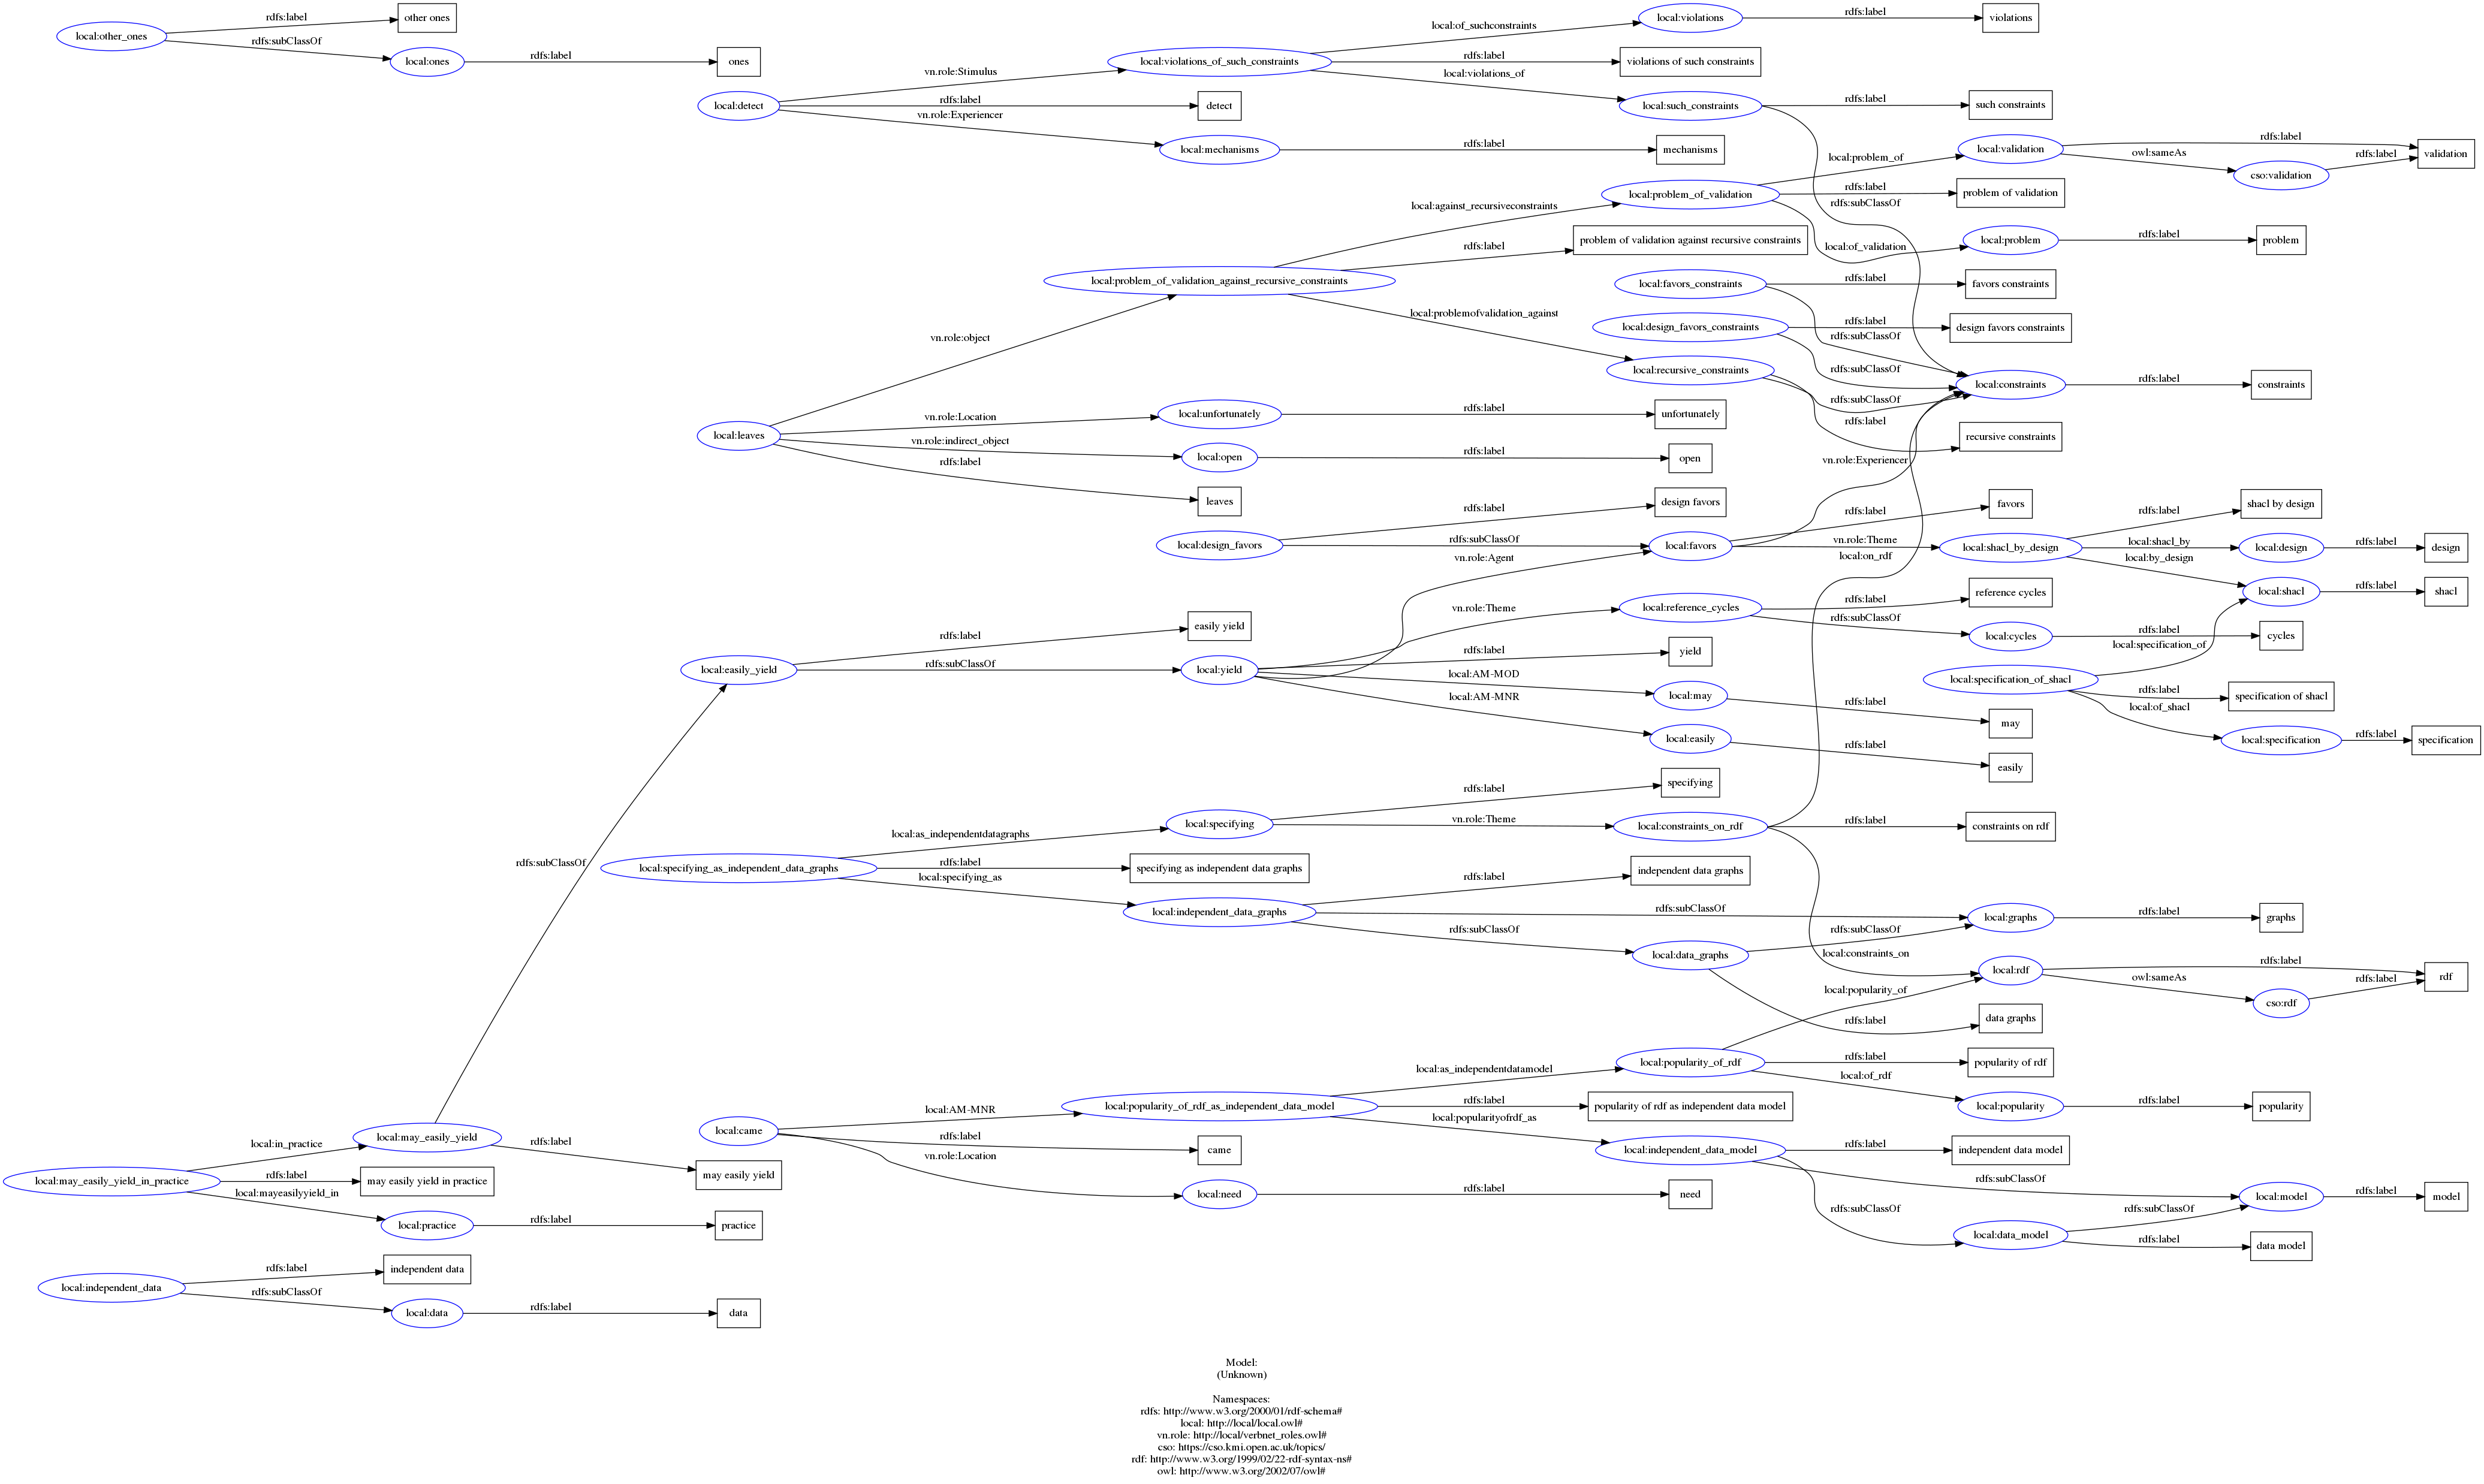 local:other_ones
rdfs:label
other ones
rdfs:subClassOf
local:ones
rdfs:label
ones
local:detect
vn.role:Stimulus
local:violations_of_such_constraints
local:of_suchconstraints
local:violations
rdfs:label
violations
rdfs:label
violations of such constraints
local:violations_of
local:such_constraints
rdfs:label
such constraints
rdfs:subClassOf
rdfs:label
detect
vn.role:Experiencer
local:mechanisms
rdfs:label
mechanisms
local:leaves
vn.role:object
local:problem_of_validation_against_recursive_constraints
local:against_recursiveconstraints
local:problem_of_validation
local:problem_of
local:validation
rdfs:label
validation
owl:sameAs
cso:validation
rdfs:label
rdfs:label
problem of validation
local:of_validation
local:problem
rdfs:label
problem
rdfs:label
problem of validation against recursive constraints
local:problemofvalidation_against
local:recursive_constraints
rdfs:subClassOf
rdfs:label
recursive constraints
local:favors_constraints
rdfs:label
favors constraints
rdfs:subClassOf
local:design_favors_constraints
rdfs:label
design favors constraints
rdfs:subClassOf
local:constraints
rdfs:label
constraints
vn.role:Location
local:unfortunately
rdfs:label
unfortunately
vn.role:indirect_object
local:open
rdfs:label
open
rdfs:label
leaves
local:design_favors
rdfs:label
design favors
rdfs:subClassOf
local:favors
vn.role:Experiencer
rdfs:label
favors
vn.role:Theme
local:shacl_by_design
rdfs:label
shacl by design
local:shacl_by
local:design
rdfs:label
design
local:by_design
local:shacl
rdfs:label
shacl
local:specification_of_shacl
local:specification_of
rdfs:label
specification of shacl
local:of_shacl
local:specification
rdfs:label
specification
local:easily_yield
rdfs:label
easily yield
rdfs:subClassOf
local:yield
vn.role:Agent
vn.role:Theme
local:reference_cycles
rdfs:label
reference cycles
rdfs:subClassOf
local:cycles
rdfs:label
cycles
rdfs:label
yield
local:AM-MOD
local:may
rdfs:label
may
local:AM-MNR
local:easily
rdfs:label
easily
local:specifying_as_independent_data_graphs
local:as_independentdatagraphs
local:specifying
rdfs:label
specifying
vn.role:Theme
local:constraints_on_rdf
local:on_rdf
rdfs:label
constraints on rdf
local:constraints_on
rdfs:label
specifying as independent data graphs
local:specifying_as
local:independent_data_graphs
rdfs:label
independent data graphs
rdfs:subClassOf
local:graphs
rdfs:label
graphs
rdfs:subClassOf
local:data_graphs
rdfs:subClassOf
rdfs:label
data graphs
local:rdf
rdfs:label
rdf
owl:sameAs
cso:rdf
rdfs:label
local:came
local:AM-MNR
local:popularity_of_rdf_as_independent_data_model
local:as_independentdatamodel
local:popularity_of_rdf
local:popularity_of
rdfs:label
popularity of rdf
local:of_rdf
local:popularity
rdfs:label
popularity
rdfs:label
popularity of rdf as independent data model
local:popularityofrdf_as
local:independent_data_model
rdfs:label
independent data model
rdfs:subClassOf
local:model
rdfs:label
model
rdfs:subClassOf
local:data_model
rdfs:subClassOf
rdfs:label
data model
rdfs:label
came
vn.role:Location
local:need
rdfs:label
need
local:may_easily_yield_in_practice
local:in_practice
local:may_easily_yield
rdfs:subClassOf
rdfs:label
may easily yield
rdfs:label
may easily yield in practice
local:mayeasilyyield_in
local:practice
rdfs:label
practice
local:independent_data
rdfs:label
independent data
rdfs:subClassOf
local:data
rdfs:label
data
Model:
(Unknown)
Namespaces:
rdfs: http://www.w3.org/2000/01/rdf-schema#
local: http://local/local.owl#
vn.role: http://local/verbnet_roles.owl#
cso: https://cso.kmi.open.ac.uk/topics/
rdf: http://www.w3.org/1999/02/22-rdf-syntax-ns#
owl: http://www.w3.org/2002/07/owl#